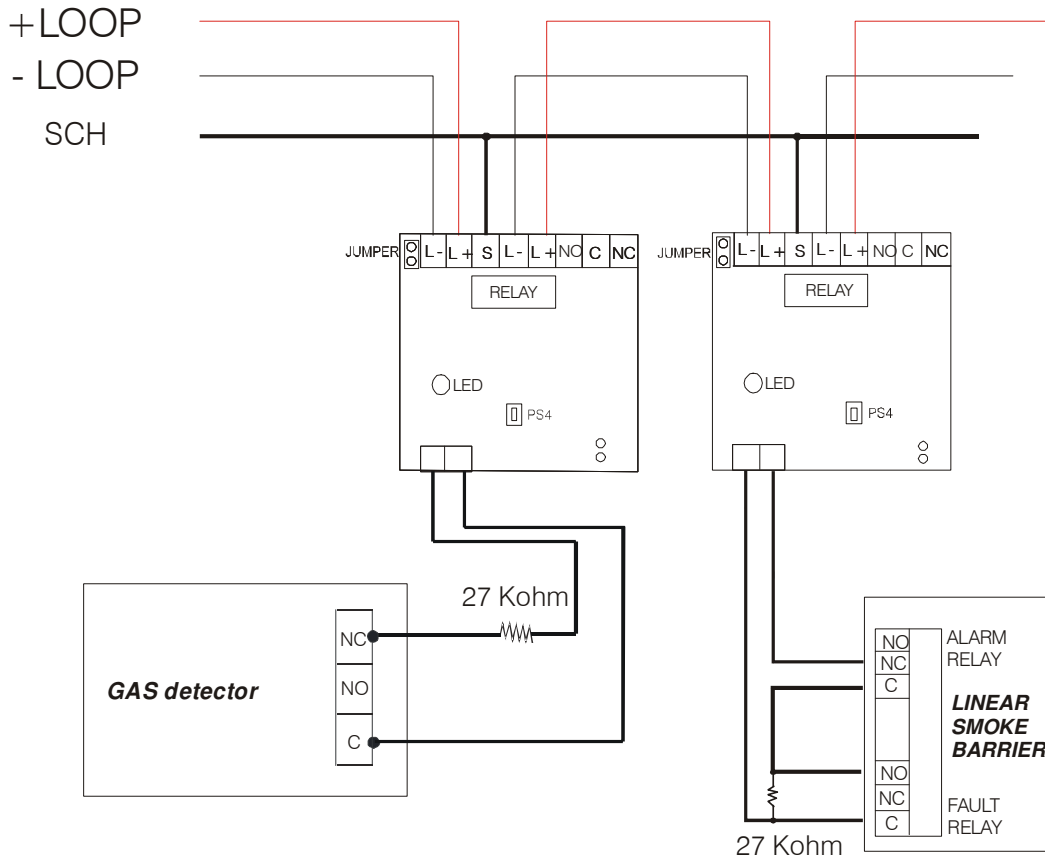 +LOOP
- LOOP
SCH
JUMPER L- L+ S L- L+ NO C NC
JUMPER L- L+ S L- L+ NO C NC
RELAY
RELAY
LED
LED
PS4
PS4
27 Kohm
NC
NO
C
GAS detector
NO
NC
C
ALARM
RELAY
LINEAR
SMOKE
BARRIER
NO
NC
C
FAULT
RELAY
27 Kohm